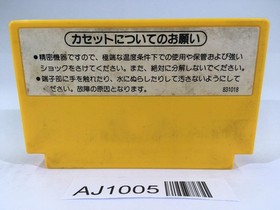 カセットについてのお願い
●精密機器ですので、極端な温度条件下での使用や保管および強い
ショックをさけてください。また、絶対に分解しないでください。
●端子部に手を触れたり、水にぬらしたりして汚さないようにして
ください。故障の原因となります。
831018
AJ1005